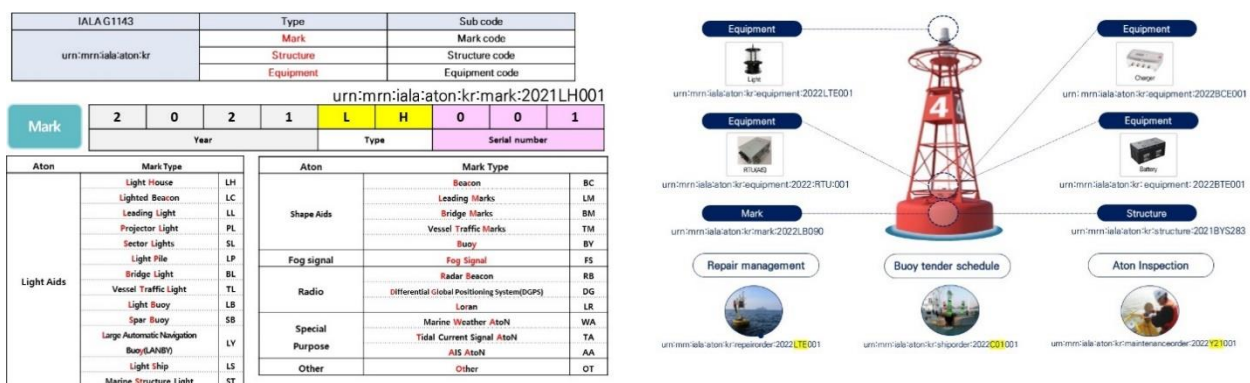 IALA G1143 Type Sub code
urn:mrn:iala:aton:kr Mark Mark code
Structure Structure code
Equipment Equipment code
urn:mrn:iala:aton:kr:mark:2021LH001
Mark 2 0 2 1 L H 0 0 1
Year Type Serial number
Aton Mark Type
Light Aids
Light House LH
Lighted Beacon LC
Leading Light LL
Projector Light PL
Sector Lights SL
Light Pile LP
Bridge Light BL
Vessel Traffic Light TL
Light Buoy LB
Spar Buoy SB
Large Automatic Navigation
Buoy(LANBY) LY
Light Ship LS
Marine Structure Light ST
Aton Mark Type
Shape Aids
Beacon BC
Leading Marks LM
Bridge Marks BM
Vessel Traffic Marks TM
Buoy BY
Fog signal Fog Signal FS
Radio
Radar Beacon RB
Differential Global Positioning System(DGPS) DG
Loran LR
Special
Purpose
Marine Weather AtoN WA
Tidal Current Signal AtoN TA
AIS AtoN AA
Other Other OT
Equipment
Light
urn:mrn:iala:aton:kr:equipment:2022LTE001
Equipment
RTU(AIS)
urn:mrn:iala:aton:kr:equipment:2022:RTU:001
Mark
urn:mrn:iala:aton:kr:mark:2022LB090
4
Equipment
Charger
urn:mrn:iala:aton:kr:equipment:2022BCE001
Equipment
Battery
urn:mrn:iala:aton:kr: equipment: 2022BTE001
Structure
urn:mrn:iala:aton:kr:structure:2021BYS283
Repair management
urn:mrn:iala:aton:kr:repairorder:2022LTE001
Buoy tender schedule
urn:mrn:iala:aton:kr:shiporder:2022C01001
Aton Inspection
urn:mrn:iala:aton:kr:maintenanceorder:2022Y21001